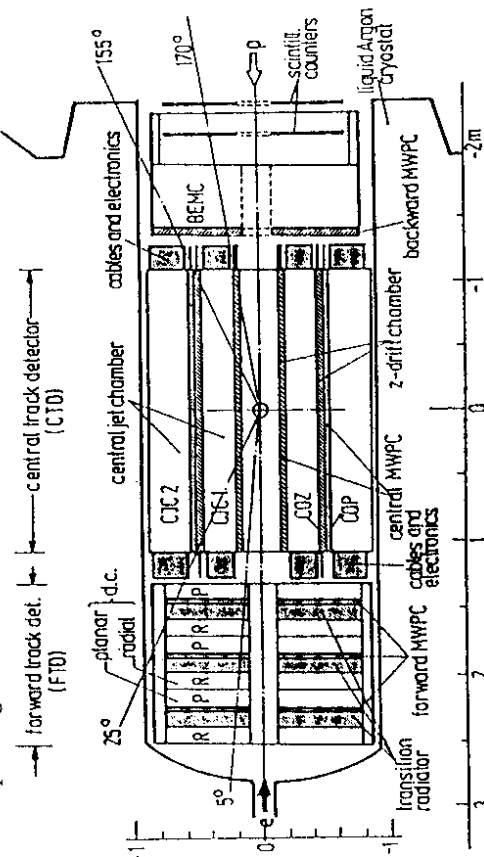 forward track det.
(FTD)
central track detector
(CTD)
planar
radial
d.c.
25°
5°
155°
170°
central jet chamber
cables and electronics
CJC 2
CJC 1
COZ
COP
BEMC
R
P
R
P
R
P
e
p
scintill.
counters
liquid Argon
cryostat
transition
radiator
forward MWPC
cables and
electronics
central MWPC
z-drift chamber
backward MWPC
1
0
-1
3
2
1
0
-1
-2m